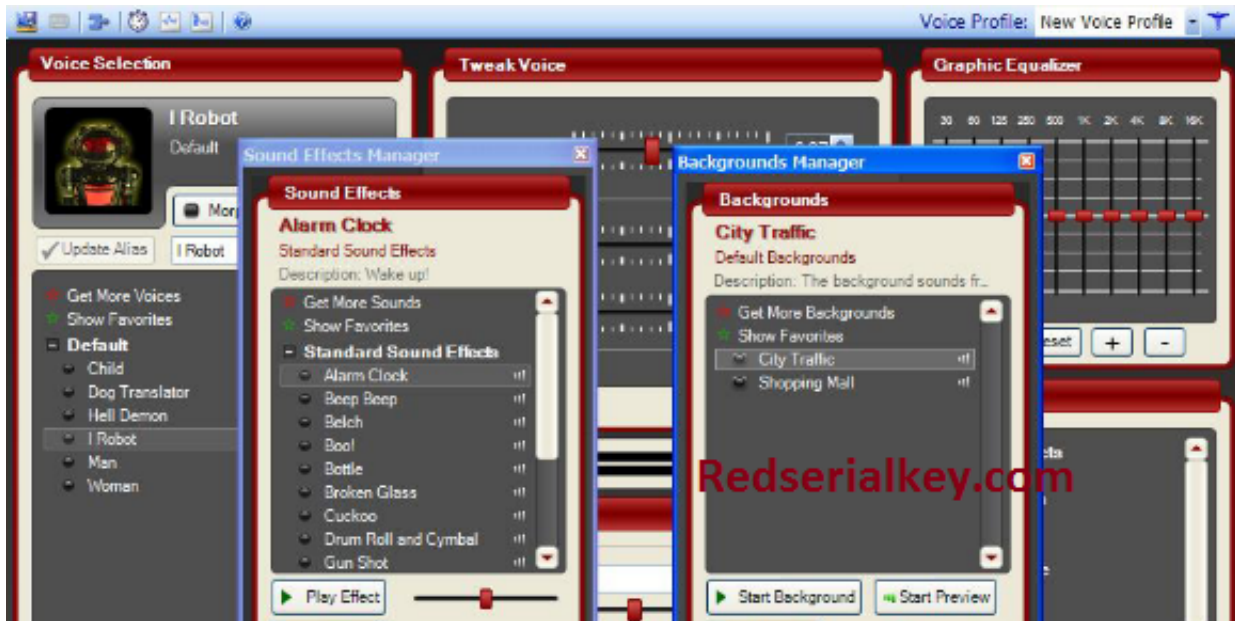 Voice Profile: New Voice Profile
Voice Selection
I Robot
Default
Update Alias
I Robot
Get More Voices
Show Favorites
Default
Child
Dog Translator
Hell Demon
I Robot
Man
Woman
Tweak Voice
Graphic Equalizer
30 60 125 250 500 1K 2K 4K 8K 16K
+ -
Sound Effects Manager
Sound Effects
Alarm Clock
Standard Sound Effects
Description: Wake up!
Get More Sounds
Show Favorites
Standard Sound Effects
Alarm Clock
Beep Beep
Belch
Boo!
Bottle
Broken Glass
Cuckoo
Drum Roll and Cymbal
Gun Shot
Play Effect
Backgrounds Manager
Backgrounds
City Traffic
Default Backgrounds
Description: The background sounds fr...
Get More Backgrounds
Show Favorites
City Traffic
Shopping Mall
Redserialkey.com
Start Background
Start Preview